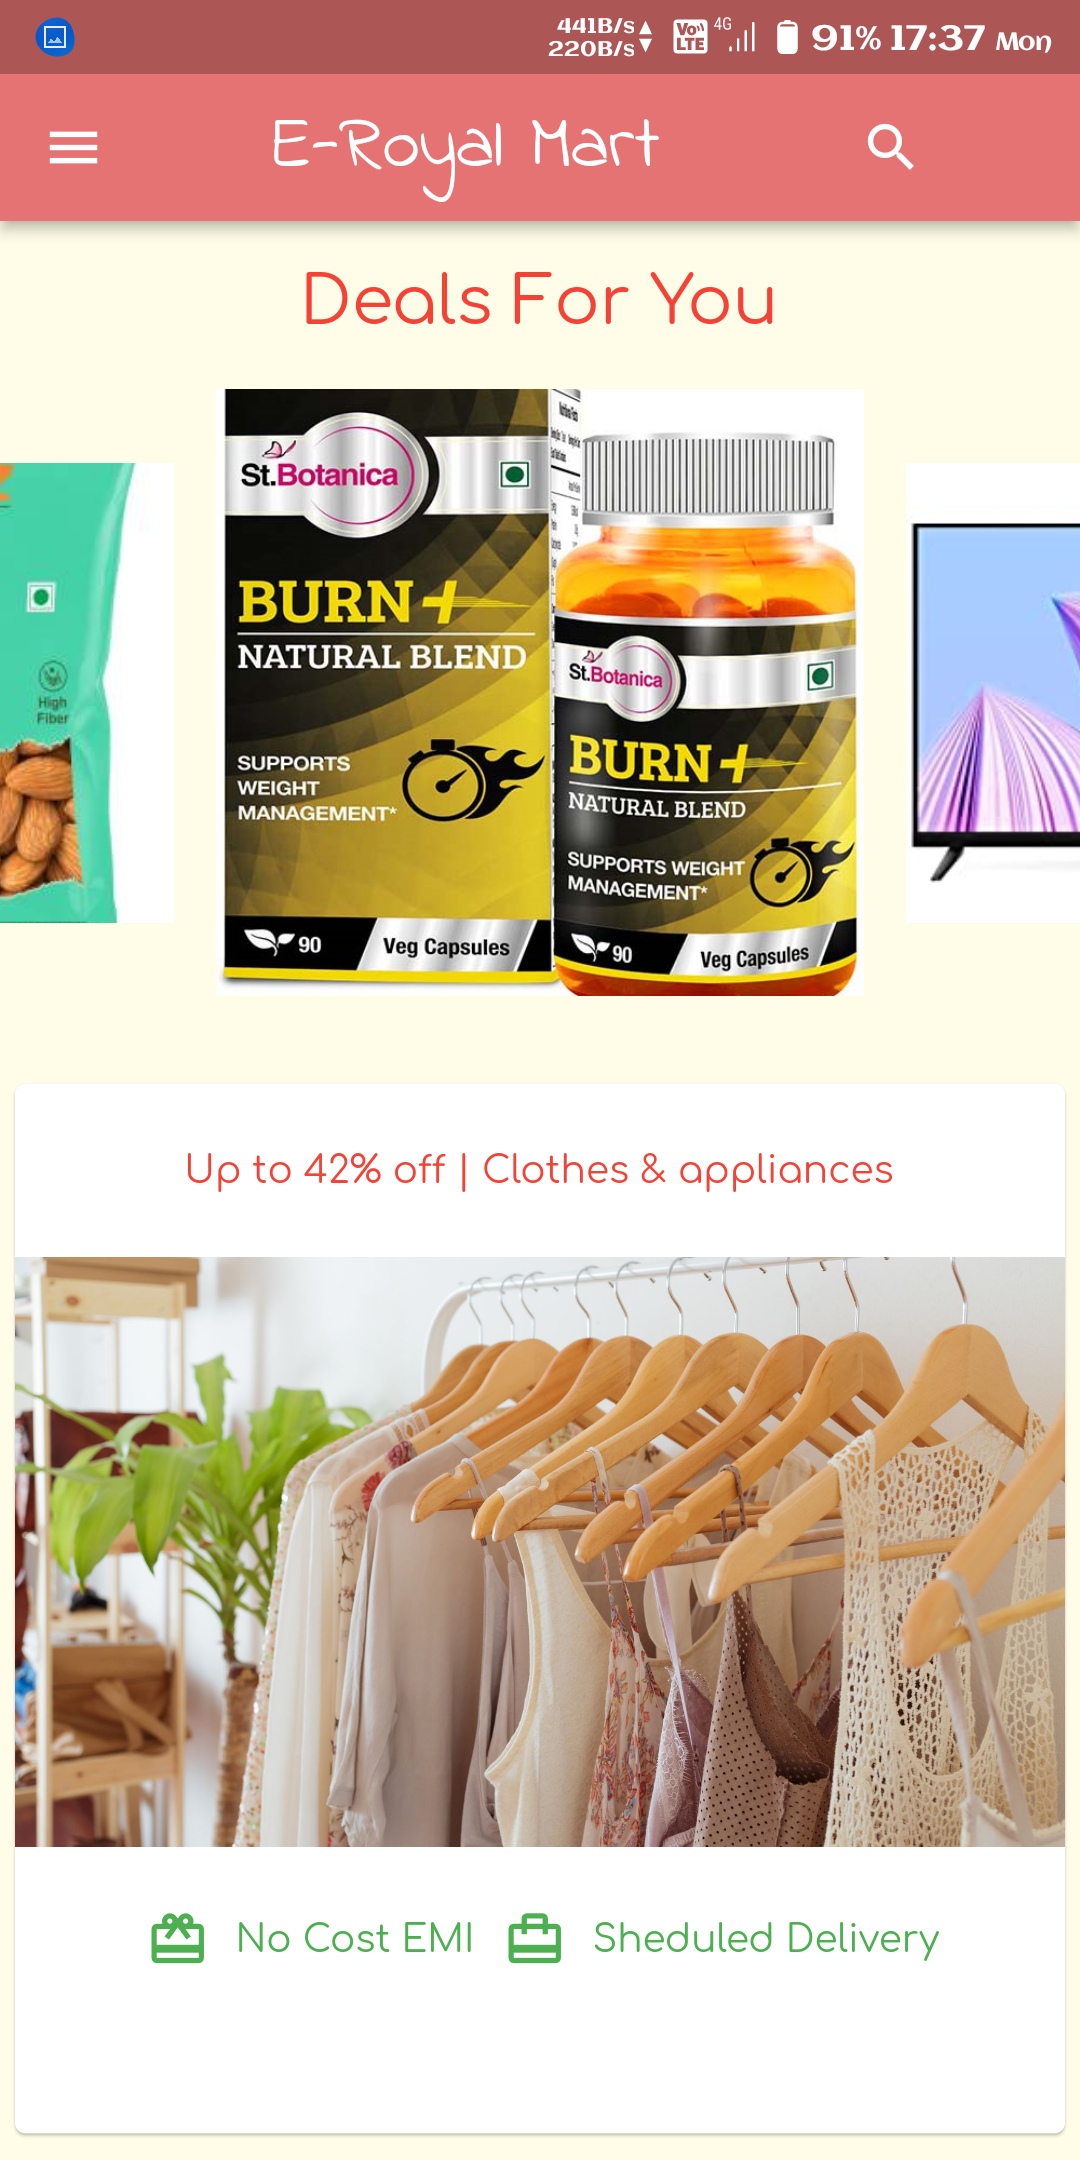 441B/s
220B/s
Vo))
LTE
4G
91% 17:37 Mon
E-Royal Mart
Deals For You
High
Fiber
St.Botanica
BURN+
NATURAL BLEND
SUPPORTS
WEIGHT
MANAGEMENT*
90
Veg Capsules
St.Botanica
BURN+
NATURAL BLEND
SUPPORTS WEIGHT
MANAGEMENT*
90
Veg Capsules
Up to 42% off | Clothes & appliances
No Cost EMI
Sheduled Delivery